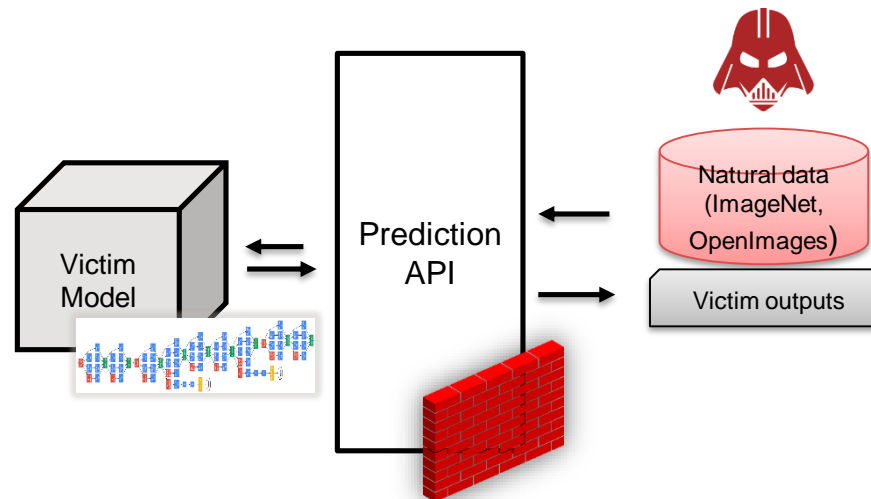 Victim
Model
Prediction
API
Natural data
(ImageNet,
OpenImages)
Victim outputs